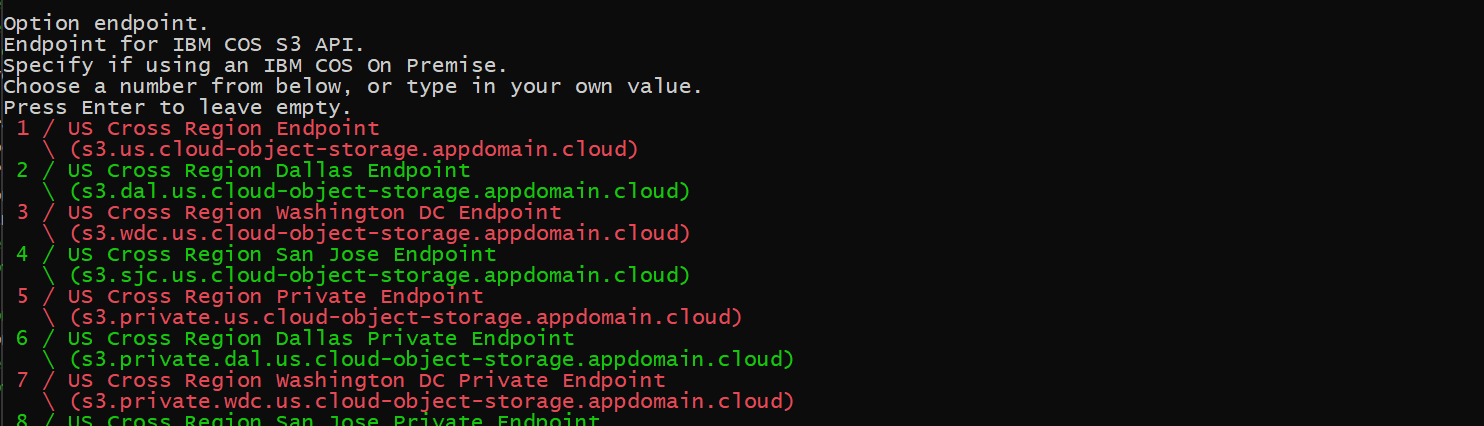 Option endpoint.
Endpoint for IBM COS S3 API.
Specify if using an IBM COS On Premise.
Choose a number from below, or type in your own value.
Press Enter to leave empty.
1 / US Cross Region Endpoint
\ (s3.us.cloud-object-storage.appdomain.cloud)
2 / US Cross Region Dallas Endpoint
\ (s3.dal.us.cloud-object-storage.appdomain.cloud)
3 / US Cross Region Washington DC Endpoint
\ (s3.wdc.us.cloud-object-storage.appdomain.cloud)
4 / US Cross Region San Jose Endpoint
\ (s3.sjc.us.cloud-object-storage.appdomain.cloud)
5 / US Cross Region Private Endpoint
\ (s3.private.us.cloud-object-storage.appdomain.cloud)
6 / US Cross Region Dallas Private Endpoint
\ (s3.private.dal.us.cloud-object-storage.appdomain.cloud)
7 / US Cross Region Washington DC Private Endpoint
\ (s3.private.wdc.us.cloud-object-storage.appdomain.cloud)
8 / US Cross Region San Jose Private Endpoint